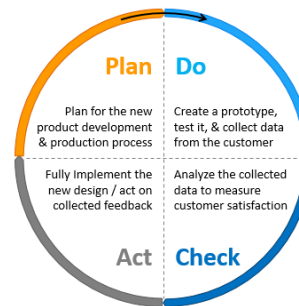 Plan
Do
Plan for the new
product development
& production process
Create a prototype,
test it, & collect data
from the customer
Fully Implement the
new design / act on
collected feedback
Analyze the collected
data to measure
customer satisfaction
Act
Check